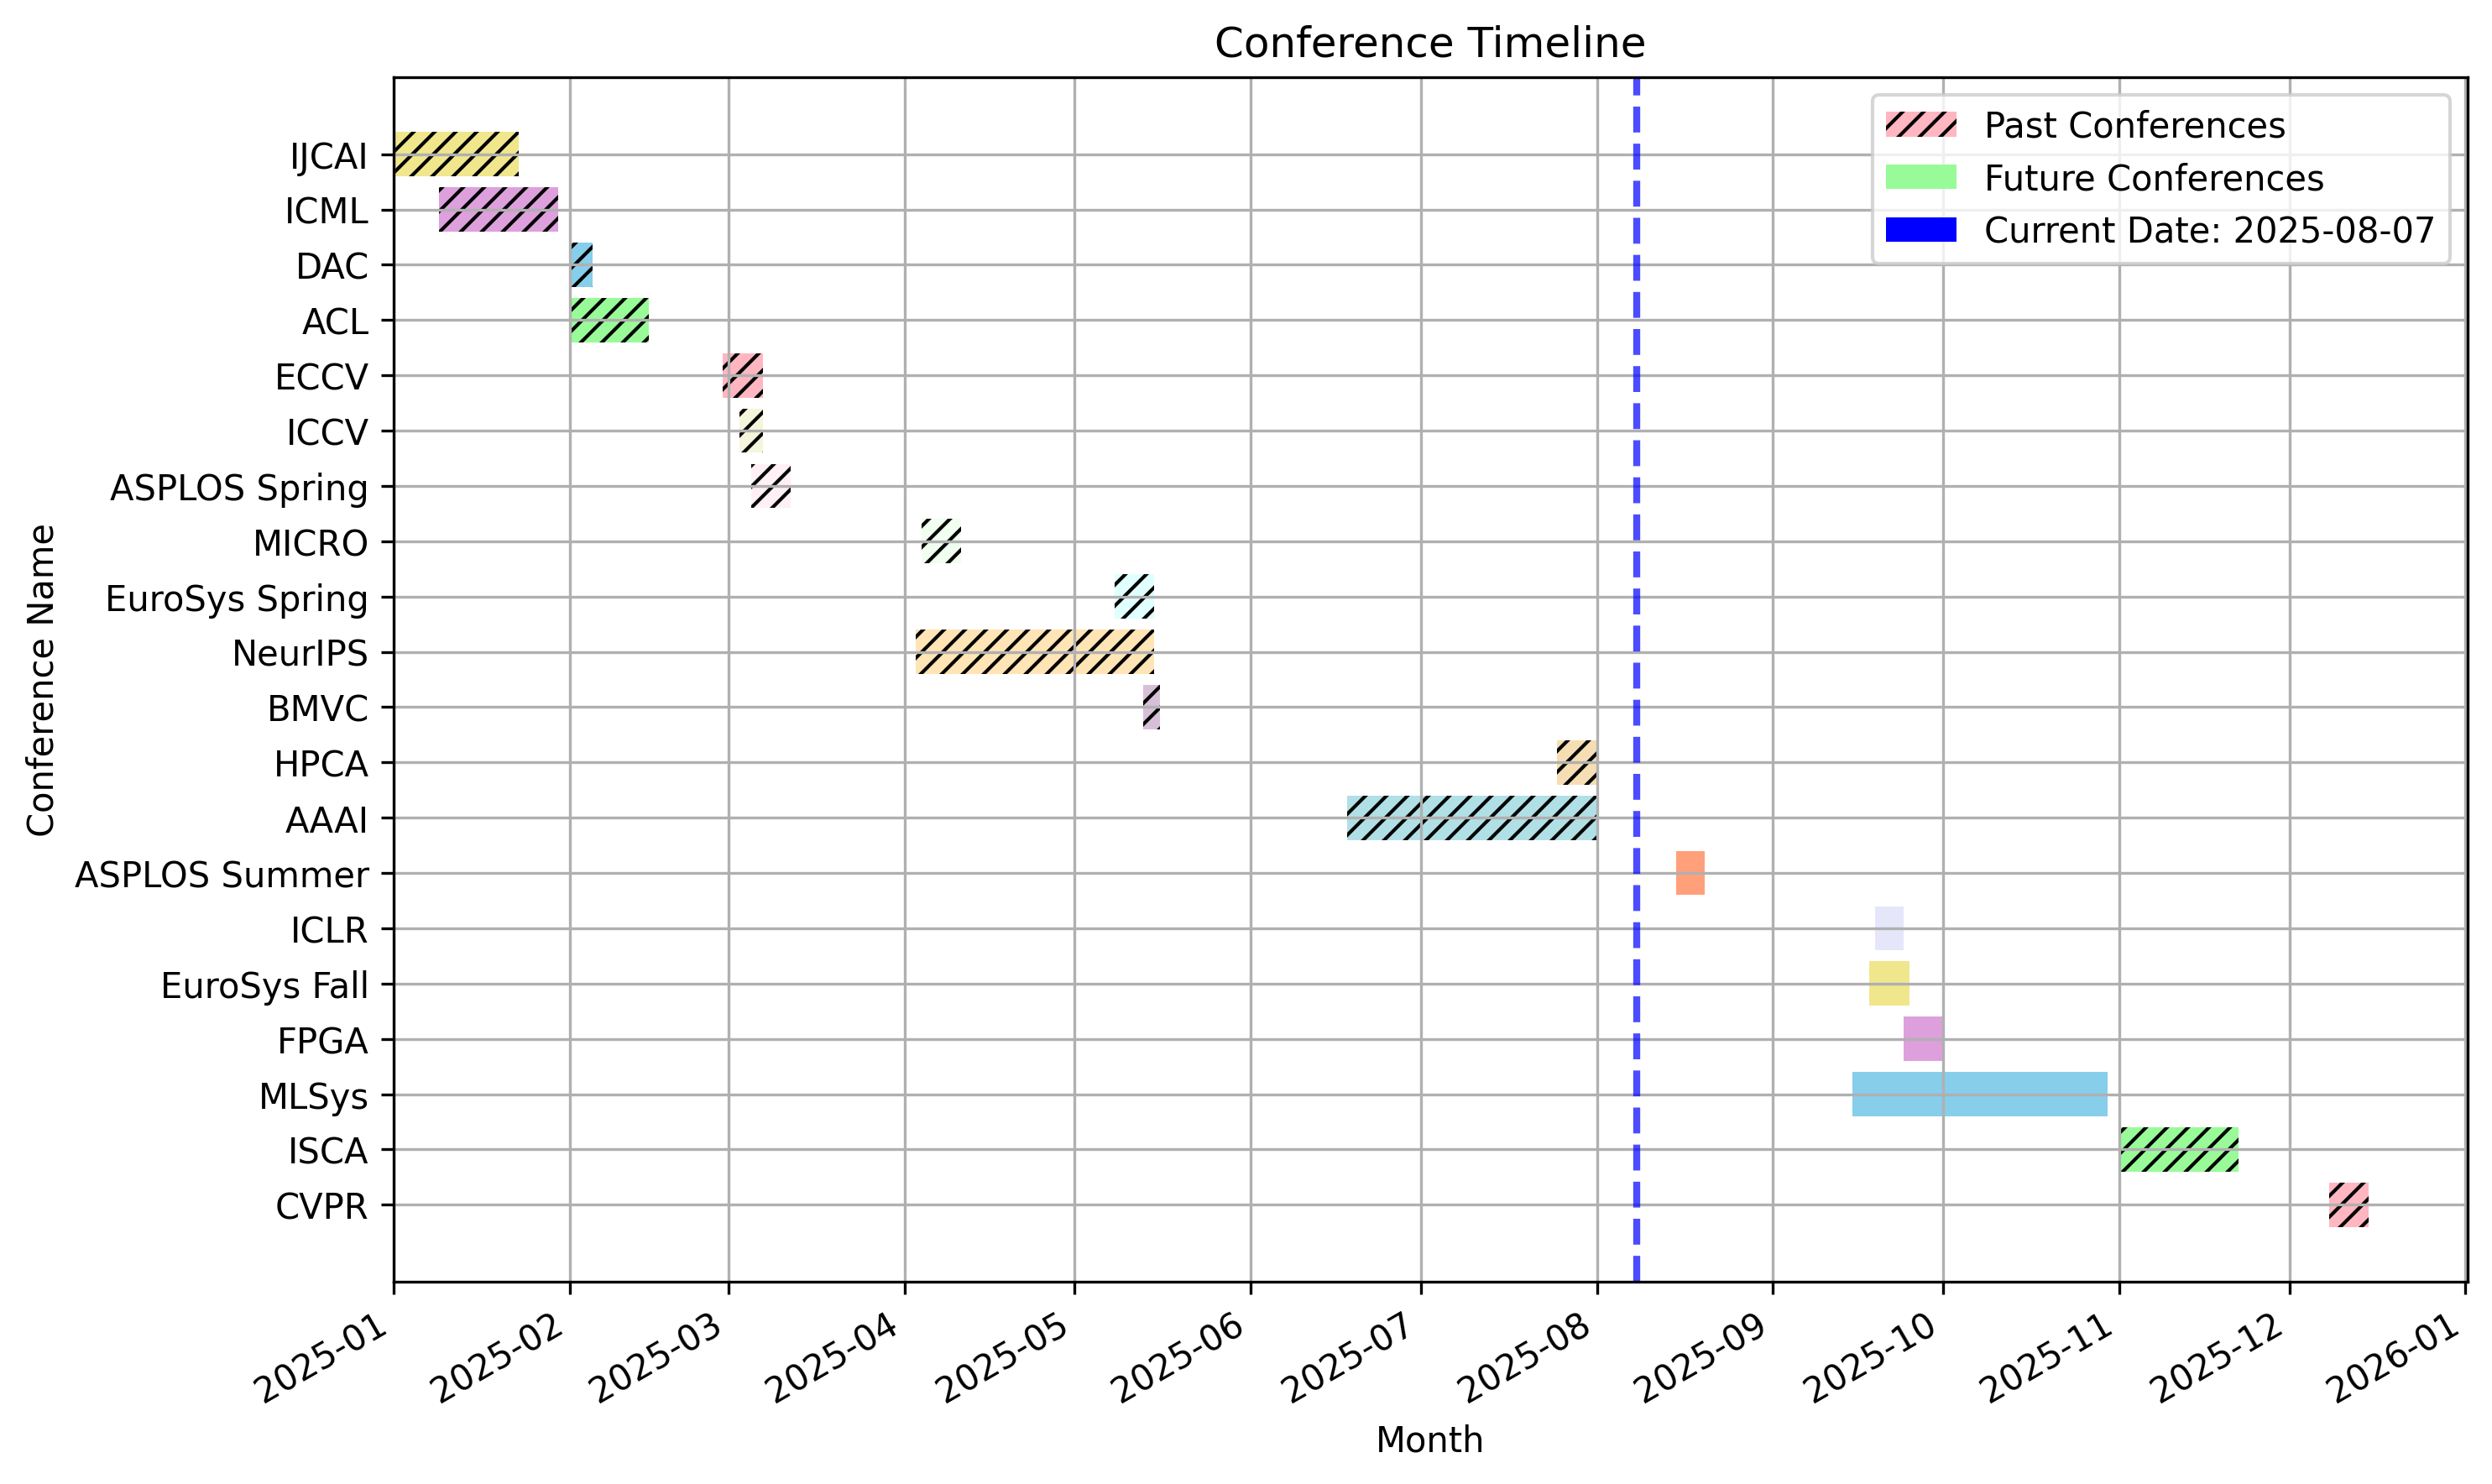 Conference Timeline
Past Conferences
Future Conferences
Current Date: 2025-08-07
Conference Name
IJCAI
ICML
DAC
ACL
ECCV
ICCV
ASPLOS Spring
MICRO
EuroSys Spring
NeurIPS
BMVC
HPCA
AAAI
ASPLOS Summer
ICLR
EuroSys Fall
FPGA
MLSys
ISCA
CVPR
2025-01
2025-02
2025-03
2025-04
2025-05
2025-06
2025-07
2025-08
2025-09
2025-10
2025-11
2025-12
2026-01
Month